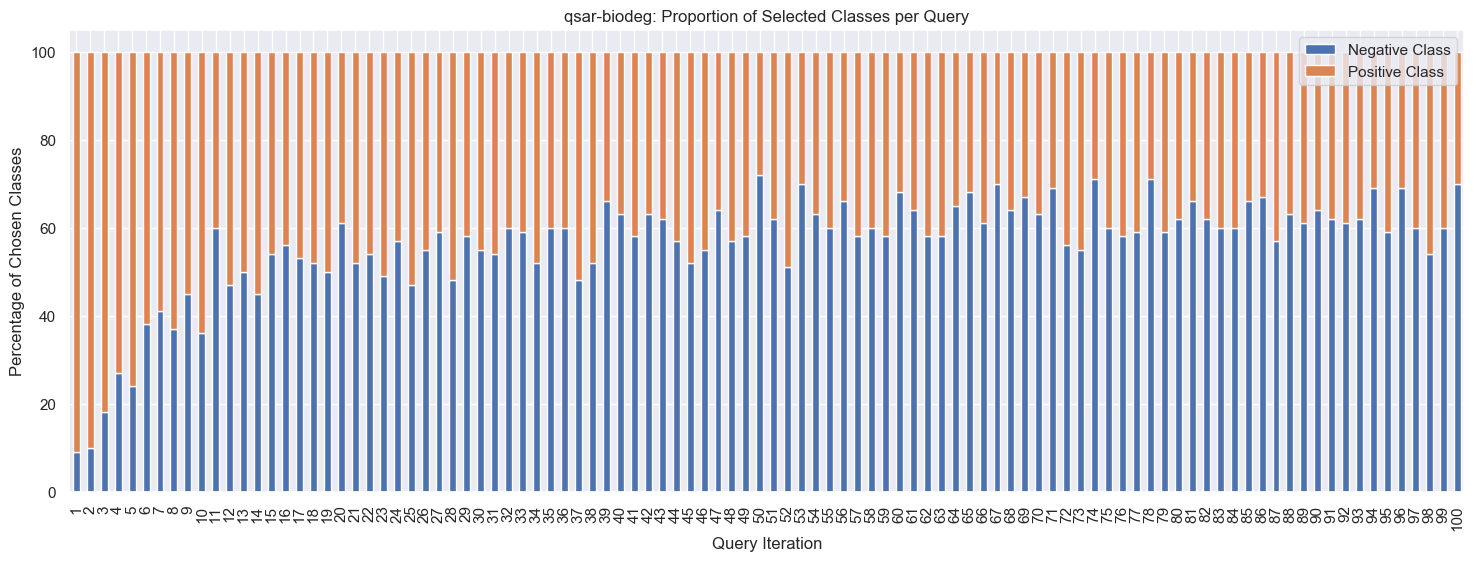 qsar-biodeg: Proportion of Selected Classes per Query
Negative Class
Positive Class
Percentage of Chosen Classes
100
80
60
40
20
0
1 2 3 4 5 6 7 8 9 10 11 12 13 14 15 16 17 18 19 20 21 22 23 24 25 26 27 28 29 30 31 32 33 34 35 36 37 38 39 40 41 42 43 44 45 46 47 48 49 50 51 52 53 54 55 56 57 58 59 60 61 62 63 64 65 66 67 68 69 70 71 72 73 74 75 76 77 78 79 80 81 82 83 84 85 86 87 88 89 90 91 92 93 94 95 96 97 98 99 100
Query Iteration